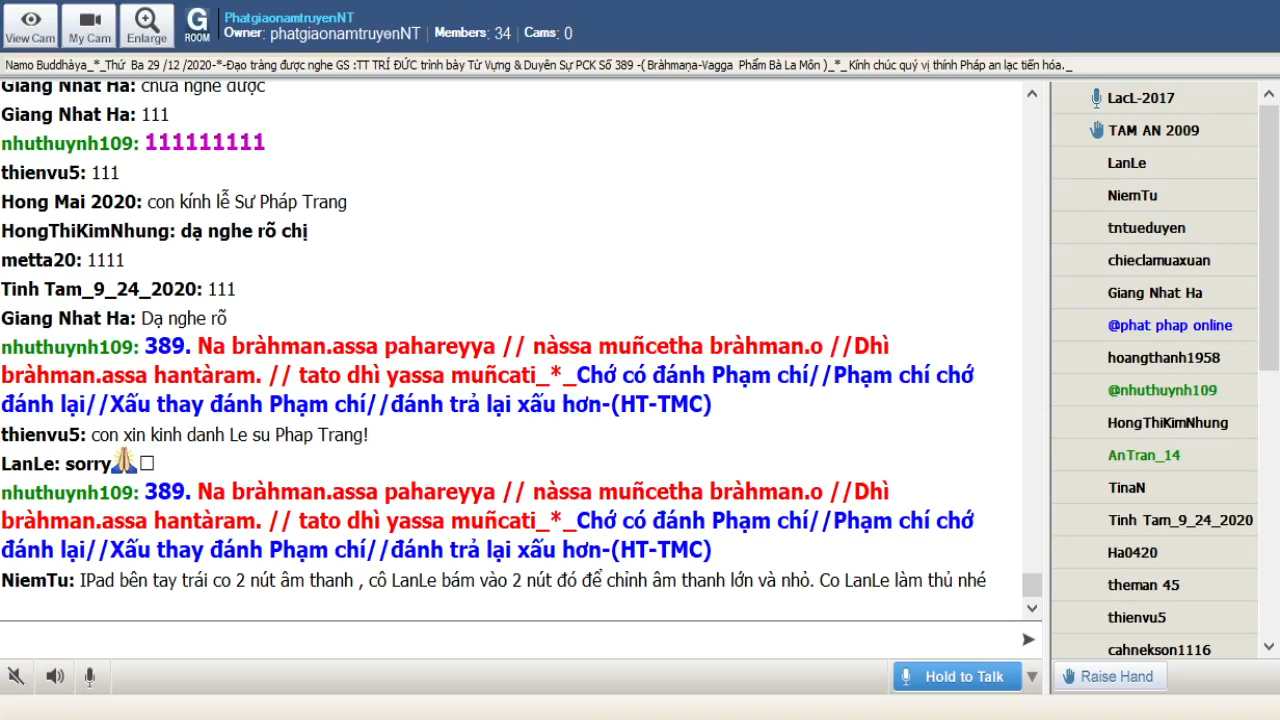 View Cam
My Cam
Enlarge
G
ROOM
PhatgiaonamtruyenNT
Owner: phatgiaonamtruyenNT | Members: 34 | Cams: 0
Namo Buddhàya_*_Thứ Ba 29 /12 /2020-*-Đạo tràng được nghe GS :TT TRÍ ĐỨC trình bày Từ Vựng & Duyên Sự PCK Số 389 -( Bràhmaṇa-Vagga Phẩm Bà La Môn )_*_ Kính chúc quý vị thính Pháp an lạc tiến hóa._
Giang Nhat Ha: chưa nghe được
Giang Nhat Ha: 111
nhuthuynh109: 111111111
thienvu5: 111
Hong Mai 2020: con kính lễ Sư Pháp Trang
HongThiKimNhung: dạ nghe rõ chị
metta20: 1111
Tinh Tam_9_24_2020: 111
Giang Nhat Ha: Dạ nghe rõ
nhuthuynh109: 389. Na bràhman.assa pahareyya // nàssa muñcetha bràhman.o //Dhì
bràhman.assa hantàram. // tato dhì yassa muñcati_*_Chớ có đánh Phạm chí//Phạm chí chớ
đánh lại//Xấu thay đánh Phạm chí//đánh trả lại xấu hơn-(HT-TMC)
thienvu5: con xin kinh danh Le su Phap Trang!
LanLe: sorry🙏□
nhuthuynh109: 389. Na bràhman.assa pahareyya // nàssa muñcetha bràhman.o //Dhì
bràhman.assa hantàram. // tato dhì yassa muñcati_*_Chớ có đánh Phạm chí//Phạm chí chớ
đánh lại//Xấu thay đánh Phạm chí//đánh trả lại xấu hơn-(HT-TMC)
NiemTu: IPad bên tay trái co 2 nút âm thanh , cô LanLe bám vào 2 nút đó để chỉnh âm thanh lớn và nhỏ. Co LanLe làm thủ nhé
Hold to Talk
LacL-2017
TAM AN 2009
LanLe
NiemTu
tntueduyen
chieclamuaxuan
Giang Nhat Ha
@phat phap online
hoangthanh1958
@nhuthuynh109
HongThiKimNhung
AnTran_14
TinaN
Tinh Tam_9_24_2020
Ha0420
theman 45
thienvu5
cahnekson1116
Raise Hand